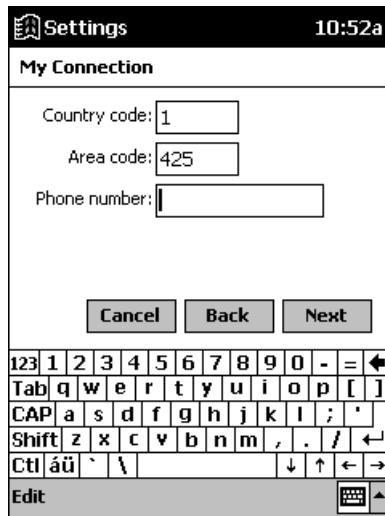 Settings 10:52a
My Connection
Country code: 1
Area code: 425
Phone number:
Cancel Back Next
123 1 2 3 4 5 6 7 8 9 0 - = ←
Tab q w e r t y u i o p [ ]
CAP a s d f g h j k l ; '
Shift z x c v b n m , . / ↵
Ctl áü ` \ ↓ ↑ ← →
Edit